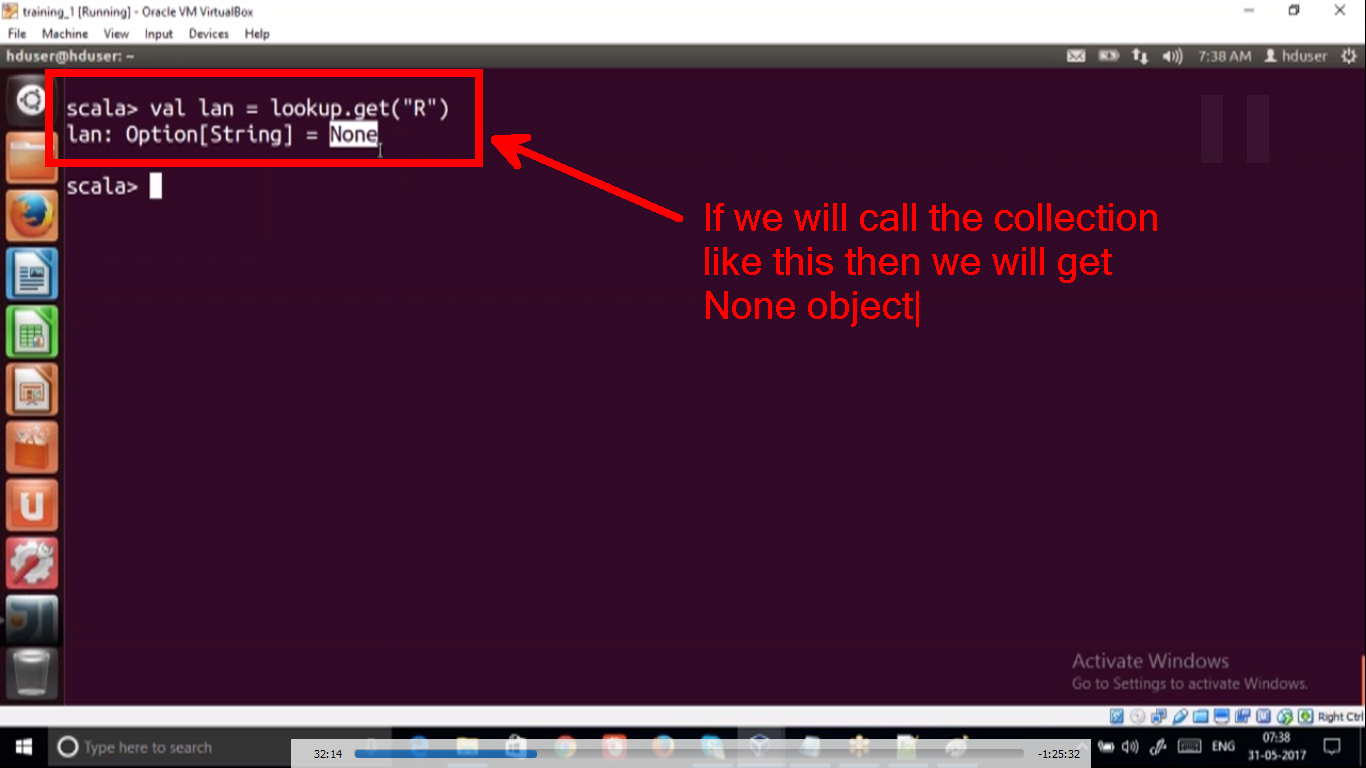 training_1 [Running] - Oracle VM VirtualBox
File Machine View Input Devices Help
hduser@hduser: ~
7:38 AM hduser
scala> val lan = lookup.get("R")
lan: Option[String] = None
scala>
If we will call the collection
like this then we will get
None object
Activate Windows
Go to Settings to activate Windows.
Right Ctrl
Type here to search
32:14
-1:25:32
ENG
07:38
31-05-2017